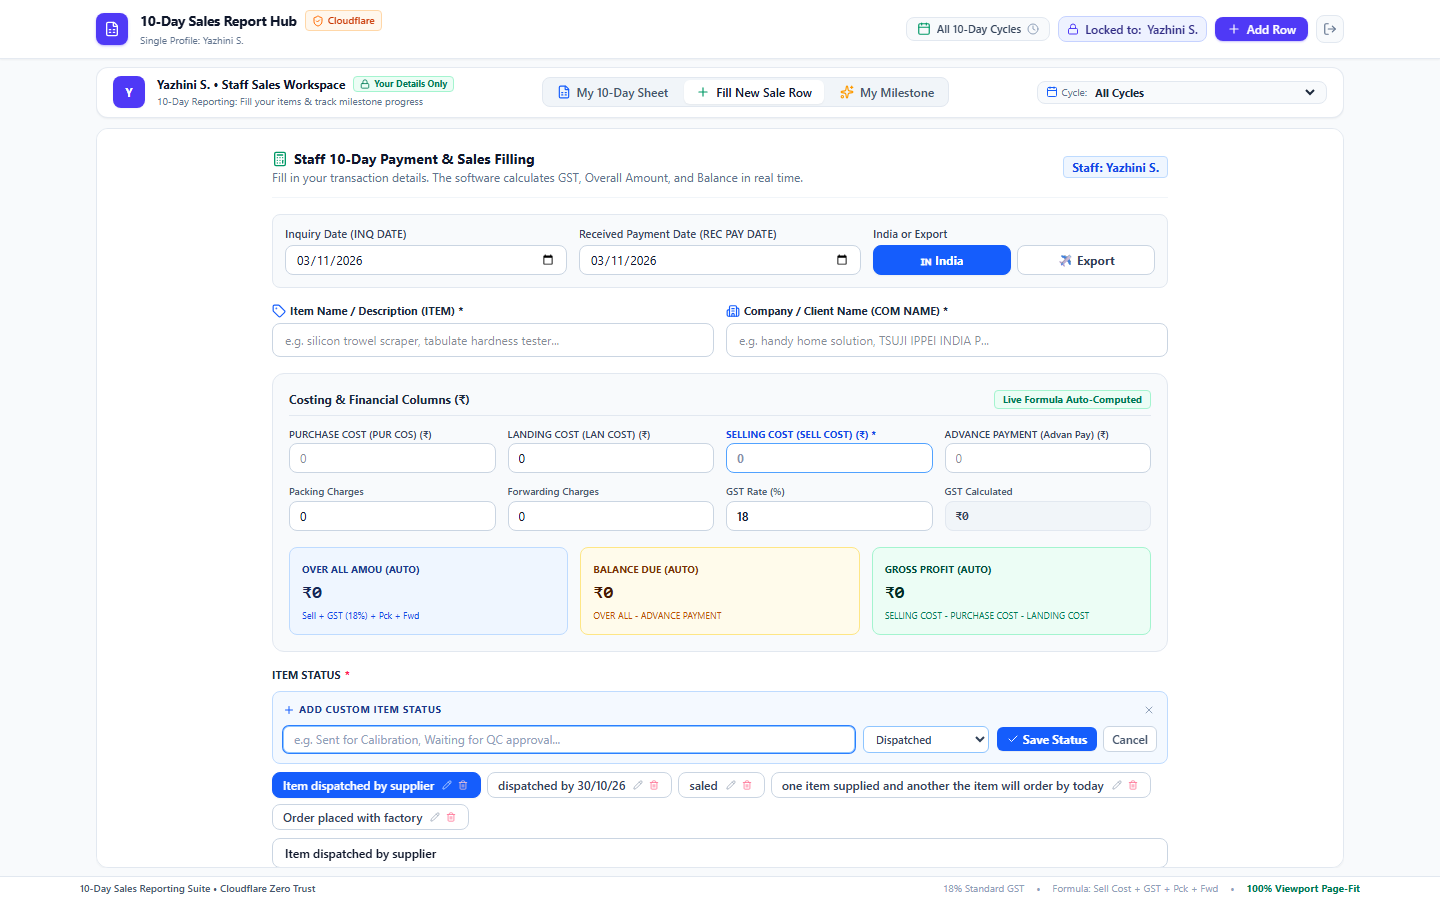 10-Day Sales Report Hub
Cloudflare
Single Profile: Yazhini S.
All 10-Day Cycles
Locked to: Yazhini S.
Add Row
Y
Yazhini S. • Staff Sales Workspace
Your Details Only
10-Day Reporting: Fill your items & track milestone progress
My 10-Day Sheet
Fill New Sale Row
My Milestone
Cycle: All Cycles
Staff 10-Day Payment & Sales Filling
Fill in your transaction details. The software calculates GST, Overall Amount, and Balance in real time.
Staff: Yazhini S.
Inquiry Date (INQ DATE)
Received Payment Date (REC PAY DATE)
India or Export
03/11/2026
03/11/2026
IN India
Export
Item Name / Description (ITEM) *
Company / Client Name (COM NAME) *
e.g. silicon trowel scraper, tabulate hardness tester...
e.g. handy home solution, TSUJI IPPEI INDIA P...
Costing & Financial Columns (₹)
Live Formula Auto-Computed
PURCHASE COST (PUR COS) (₹)
LANDING COST (LAN COST) (₹)
SELLING COST (SELL COST) (₹) *
ADVANCE PAYMENT (Advan Pay) (₹)
0
0
0
0
Packing Charges
Forwarding Charges
GST Rate (%)
GST Calculated
0
0
18
₹0
OVER ALL AMOU (AUTO)
₹0
Sell + GST (18%) + Pck + Fwd
BALANCE DUE (AUTO)
₹0
OVER ALL - ADVANCE PAYMENT
GROSS PROFIT (AUTO)
₹0
SELLING COST - PURCHASE COST - LANDING COST
ITEM STATUS *
ADD CUSTOM ITEM STATUS
e.g. Sent for Calibration, Waiting for QC approval...
Dispatched
Save Status
Cancel
Item dispatched by supplier
dispatched by 30/10/26
saled
one item supplied and another the item will order by today
Order placed with factory
Item dispatched by supplier
10-Day Sales Reporting Suite • Cloudflare Zero Trust
18% Standard GST • Formula: Sell Cost + GST + Pck + Fwd • 100% Viewport Page-Fit